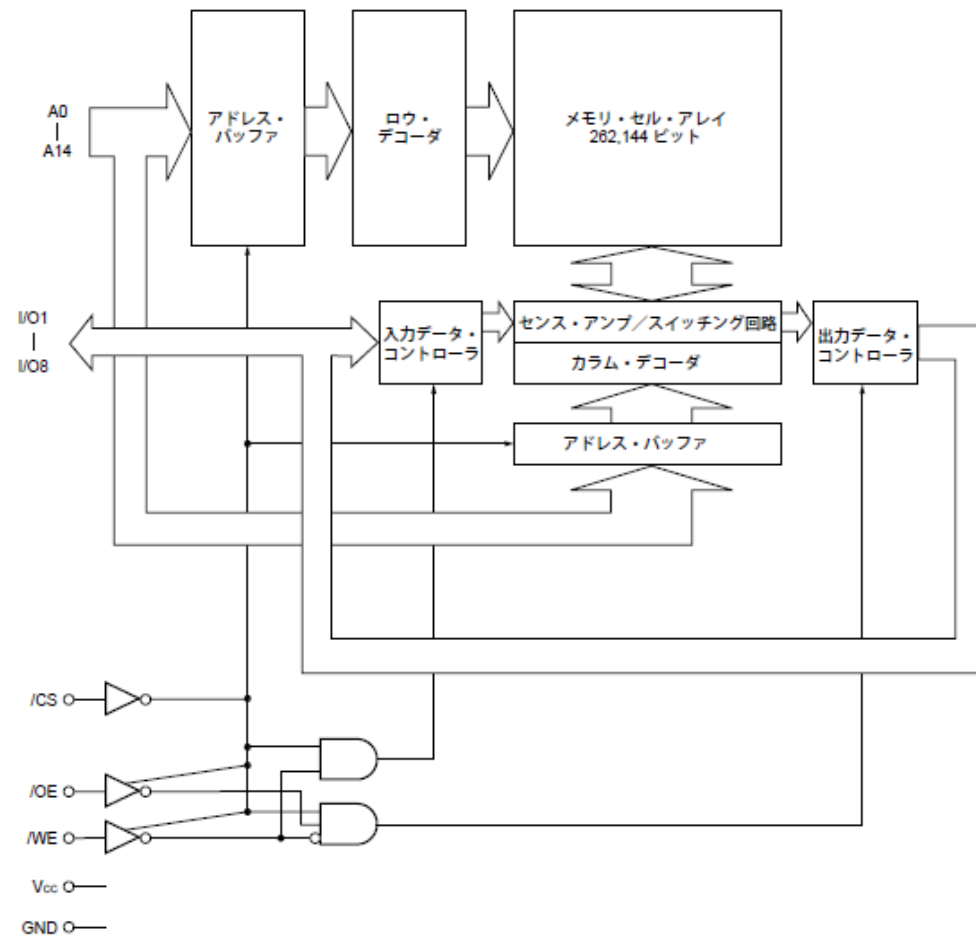 A0
A14
アドレス・
バッファ
ロウ・
デコーダ
メモリ・セル・アレイ
262,144 ビット
I/O1
I/O8
入力データ・
コントローラ
センス・アンプ／スイッチング回路
カラム・デコーダ
出力データ・
コントローラ
アドレス・バッファ
/CS
/OE
/WE
Vcc
GND